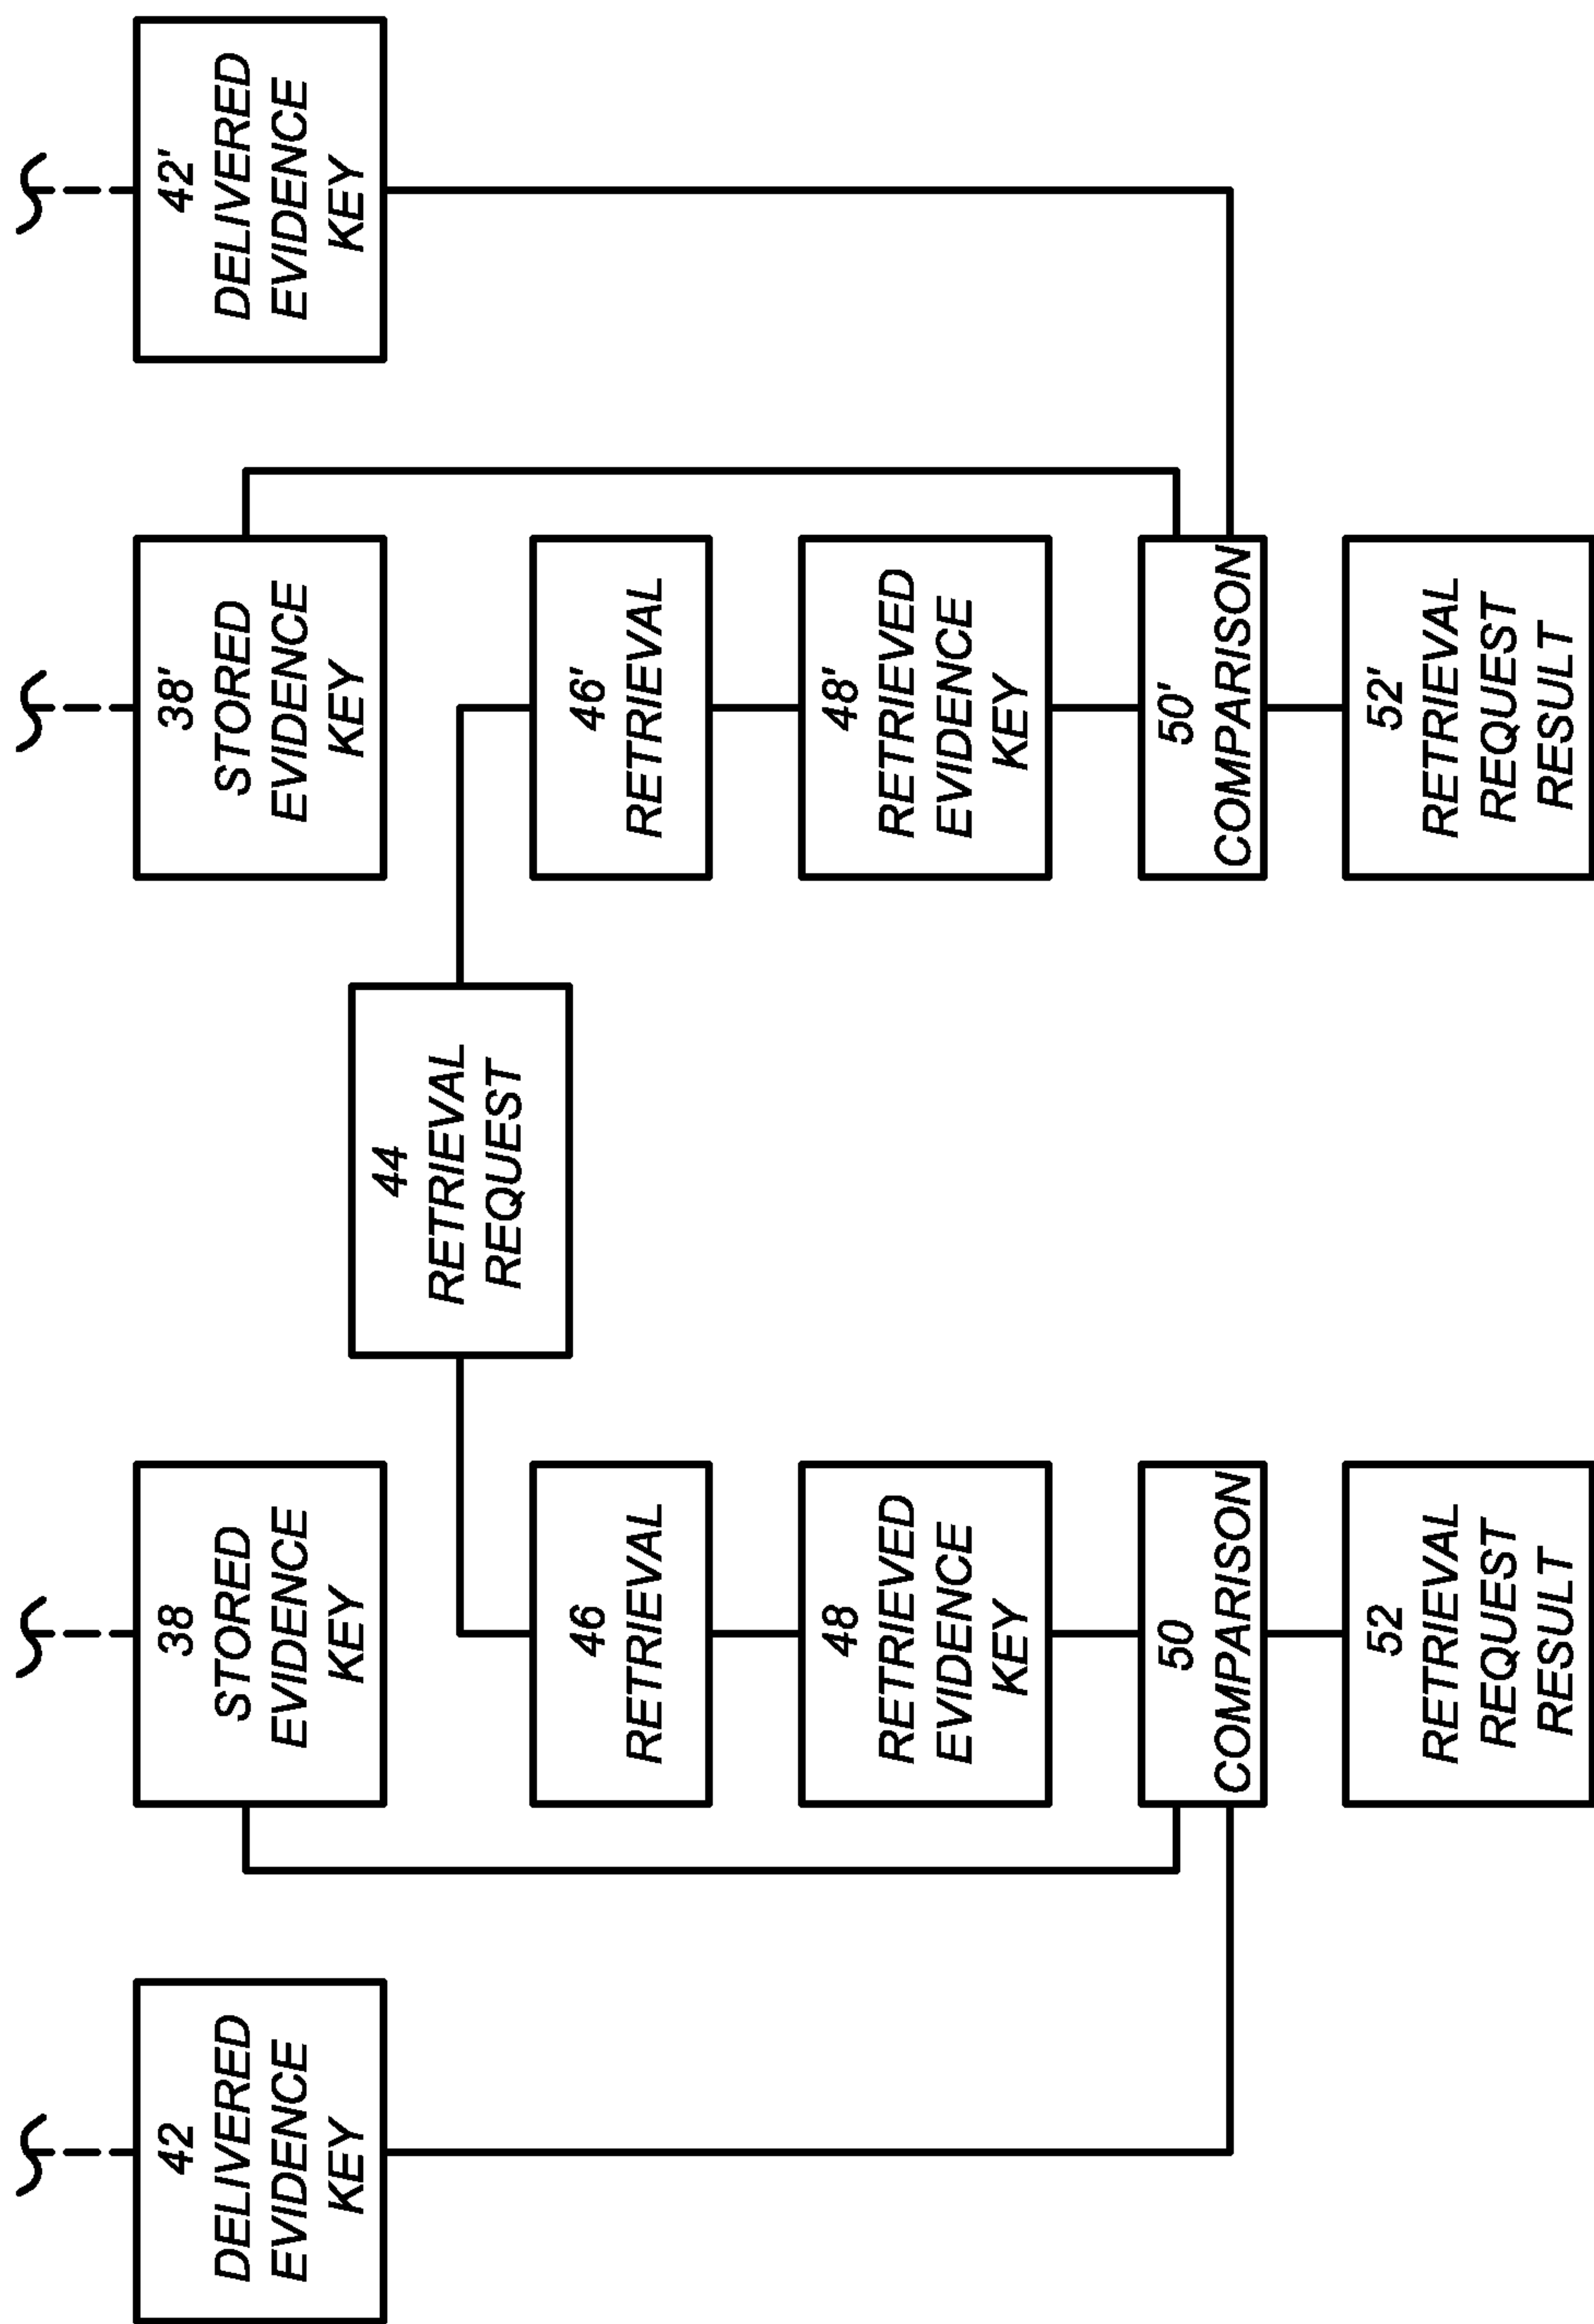 42
DELIVERED
EVIDENCE
KEY
38
STORED
EVIDENCE
KEY
38'
STORED
EVIDENCE
KEY
42'
DELIVERED
EVIDENCE
KEY
44
RETRIEVAL
REQUEST
46
RETRIEVAL
46'
RETRIEVAL
48
RETRIEVED
EVIDENCE
KEY
48'
RETRIEVED
EVIDENCE
KEY
50
COMPARISON
50'
COMPARISON
52
RETRIEVAL
REQUEST
RESULT
52'
RETRIEVAL
REQUEST
RESULT